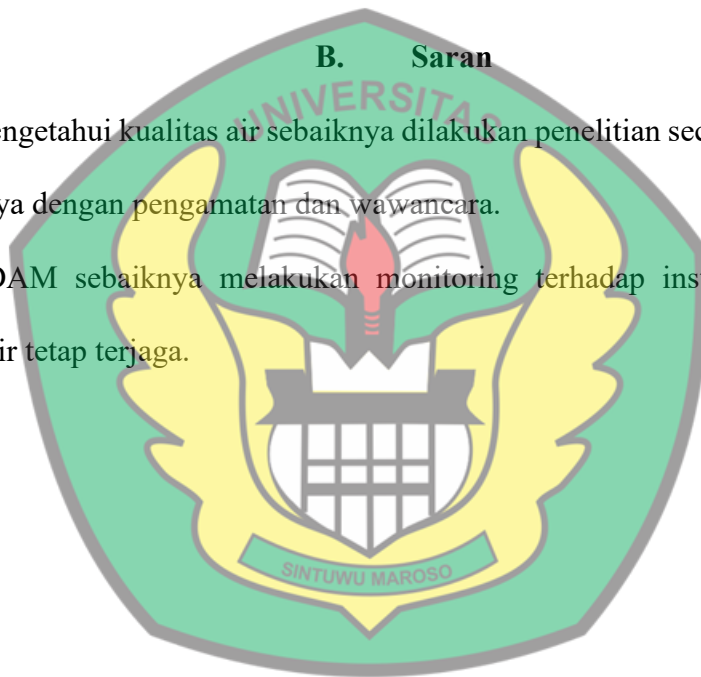 B. Saran
UNIVERSITAS
engetahui kualitas air sebaiknya dilakukan penelitian sec
ya dengan pengamatan dan wawancara.
DAM sebaiknya melakukan monitoring terhadap inst
ir tetap terjaga.
SINTUWU MAROSO